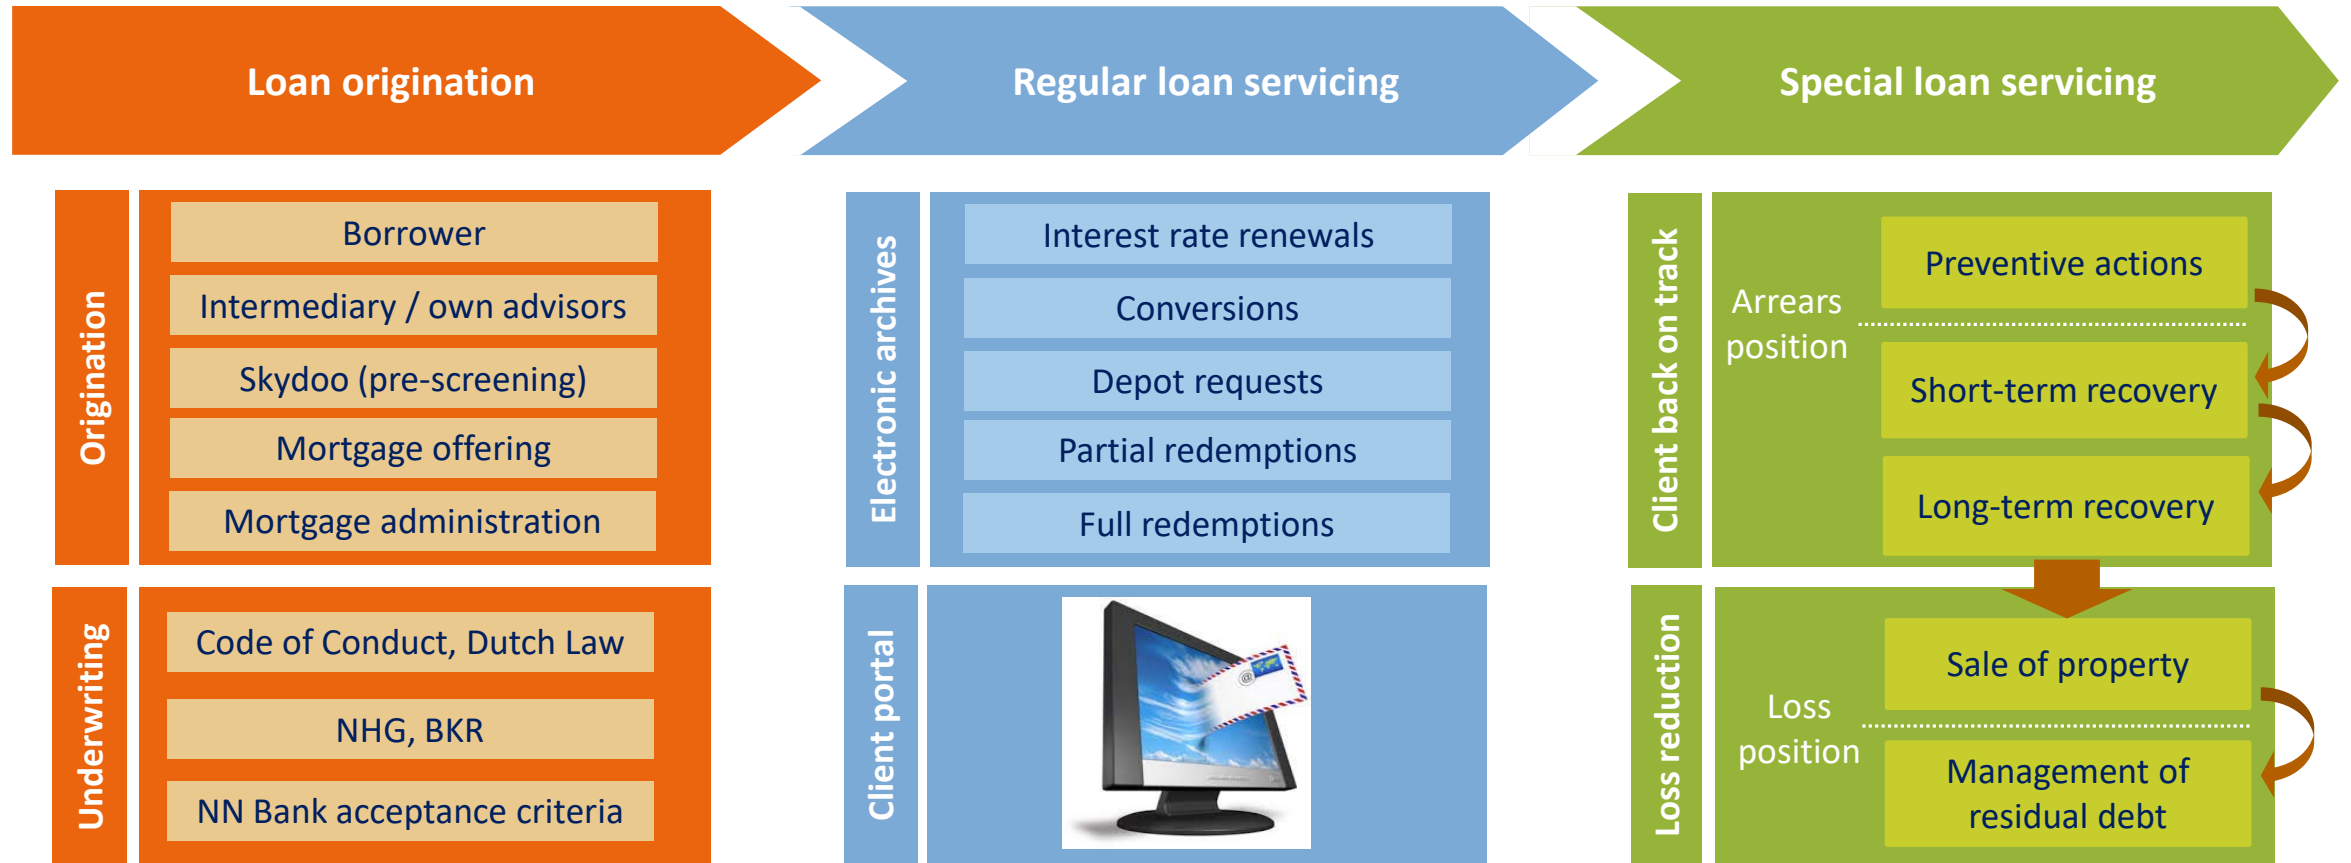 Loan origination
Regular loan servicing
Special loan servicing
Origination
Borrower
Intermediary / own advisors
Skydoo (pre-screening)
Mortgage offering
Mortgage administration
Underwriting
Code of Conduct, Dutch Law
NHG, BKR
NN Bank acceptance criteria
Electronic archives
Interest rate renewals
Conversions
Depot requests
Partial redemptions
Full redemptions
Client portal
@
Client back on track
Arrears
position
Preventive actions
Short-term recovery
Long-term recovery
Loss reduction
Loss
position
Sale of property
Management of
residual debt